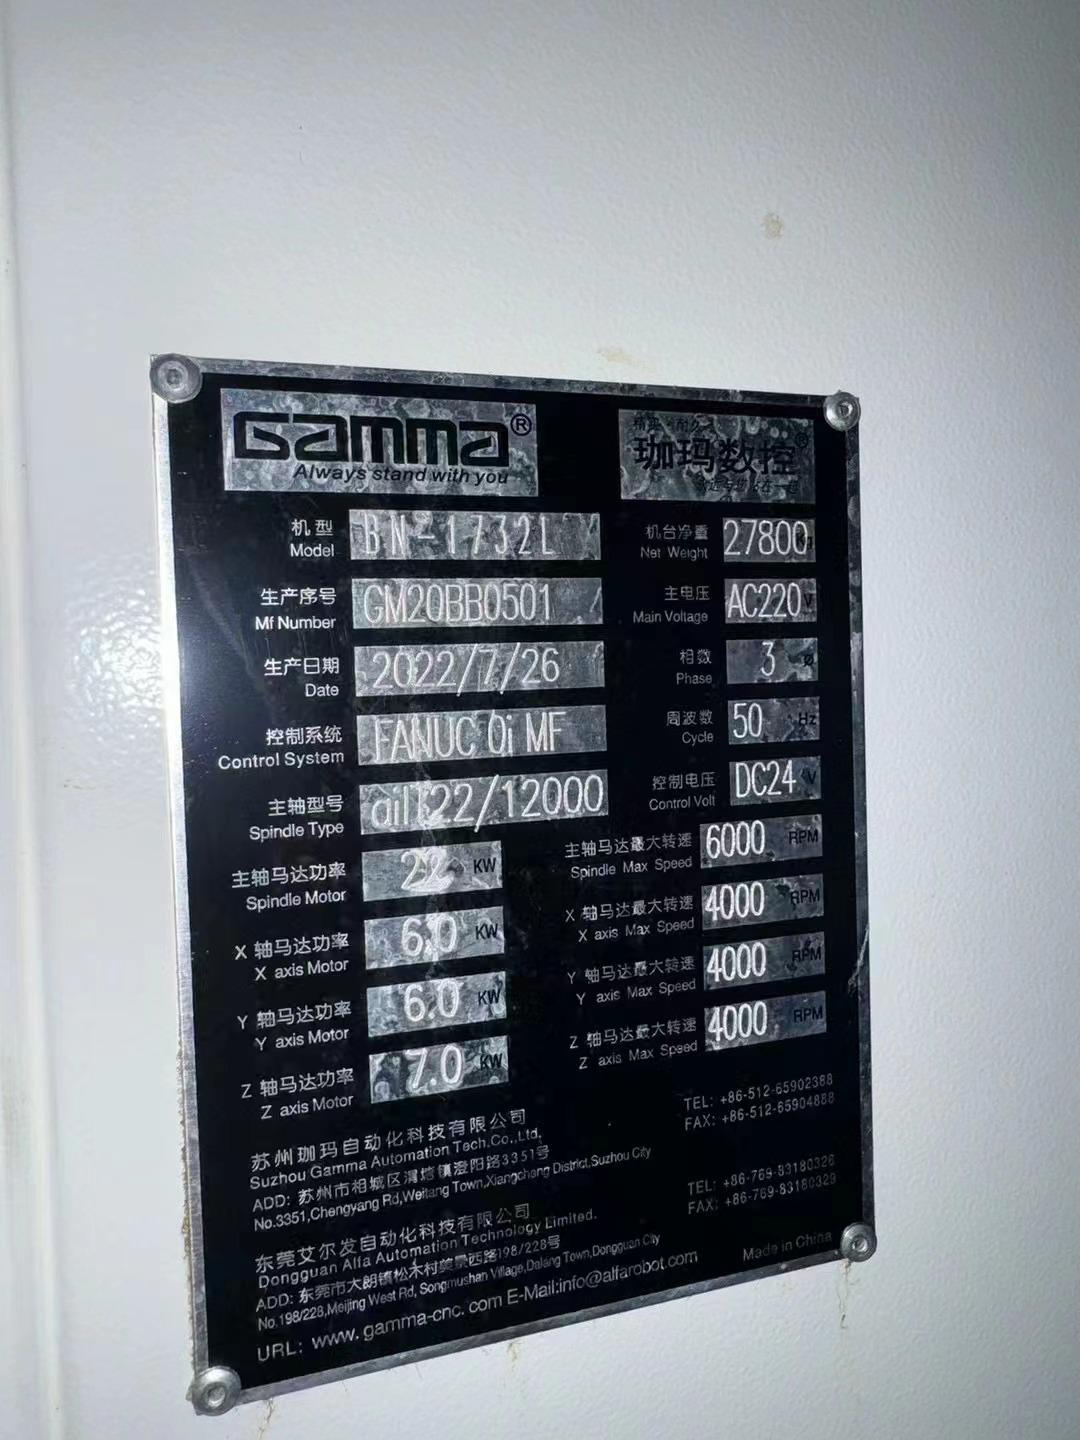 GAMMA®
Always stand with you
珈玛数控®
机型 BN-1732L
Model
机台净重 27800
Net Weight
生产序号 GM20BB0501
Mf Number
主电压 AC220 V
Main Voltage
生产日期 2022/7/26
Date
相数 3 Ø
Phase
控制系统 FANUC 0i MF
Control System
周波数 50 Hz
Cycle
主轴型号 αiIT22/12000
Spindle Type
控制电压 DC24 V
Control Volt
主轴马达功率 22 KW
Spindle Motor
主轴马达最大转速 6000 RPM
Spindle Max Speed
X 轴马达功率 6.0 KW
X axis Motor
X 轴马达最大转速 4000 RPM
X axis Max Speed
Y 轴马达功率 6.0 KW
Y axis Motor
Y 轴马达最大转速 4000 RPM
Y axis Max Speed
Z 轴马达功率 7.0 KW
Z axis Motor
Z 轴马达最大转速 4000 RPM
Z axis Max Speed
苏州珈玛自动化科技有限公司
Suzhou Gamma Automation Tech.Co.,Ltd.
ADD: 苏州市相城区渭塘镇澄阳路3351号
No.3351,Chengyang Rd,Weitang Town,Xiangcheng District,Suzhou City
TEL: +86-512-65902388
FAX: +86-512-65904888
东莞艾尔发自动化科技有限公司
Dongguan Alfa Automation Technology Limited.
ADD: 东莞市大朗镇松木村美景西路198/228号
No.198/228,Meijing West Rd, Songmushan Village,Dalang Town,Dongguan City
TEL: +86-769-83180326
FAX: +86-769-83180329
URL: www.gamma-cnc.com E-Mail:info@alfarobot.com
Made in China